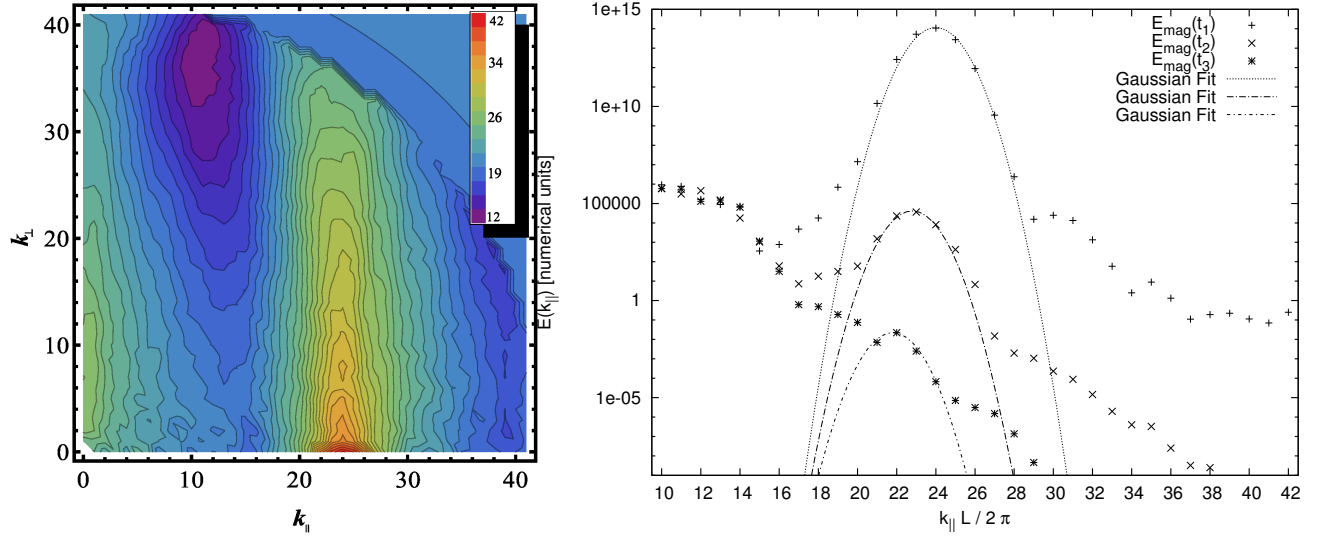 40
30
20
10
0
k⊥
0 10 20 30 40
k∥
42
34
26
19
12
E(k||) [numerical units]
1e+15
1e+10
100000
1
1e-05
10 12 14 16 18 20 22 24 26 28 30 32 34 36 38 40 42
k|| L / 2 π
Emag(t1)
Emag(t2)
Emag(t3)
Gaussian Fit
Gaussian Fit
Gaussian Fit